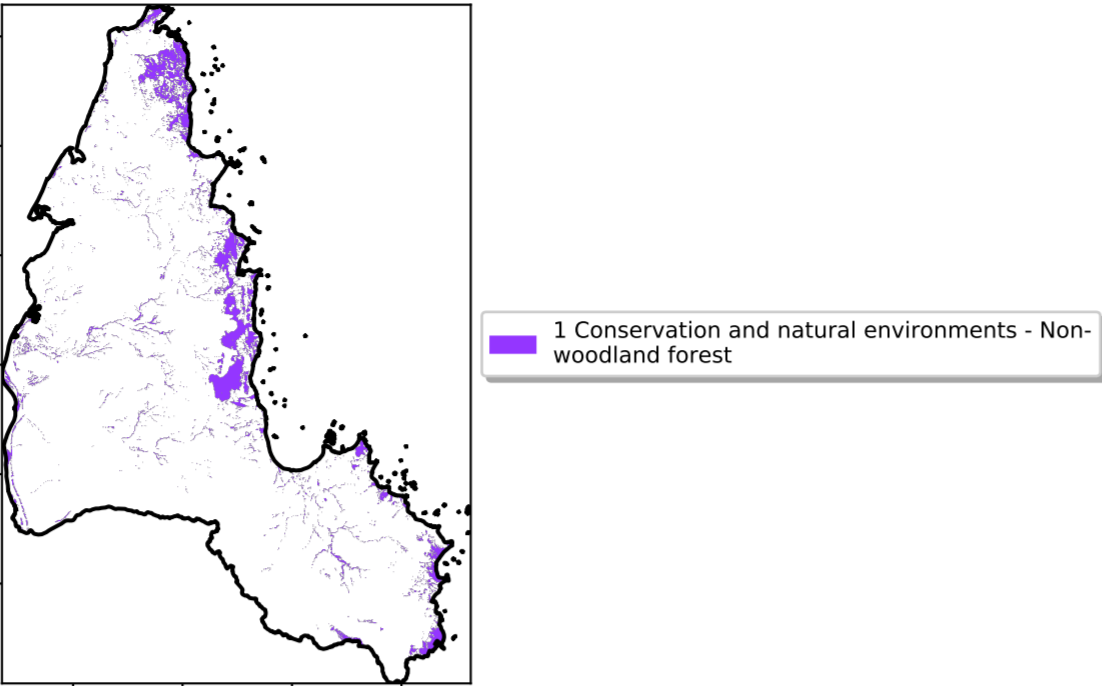 1 Conservation and natural environments - Non-
woodland forest